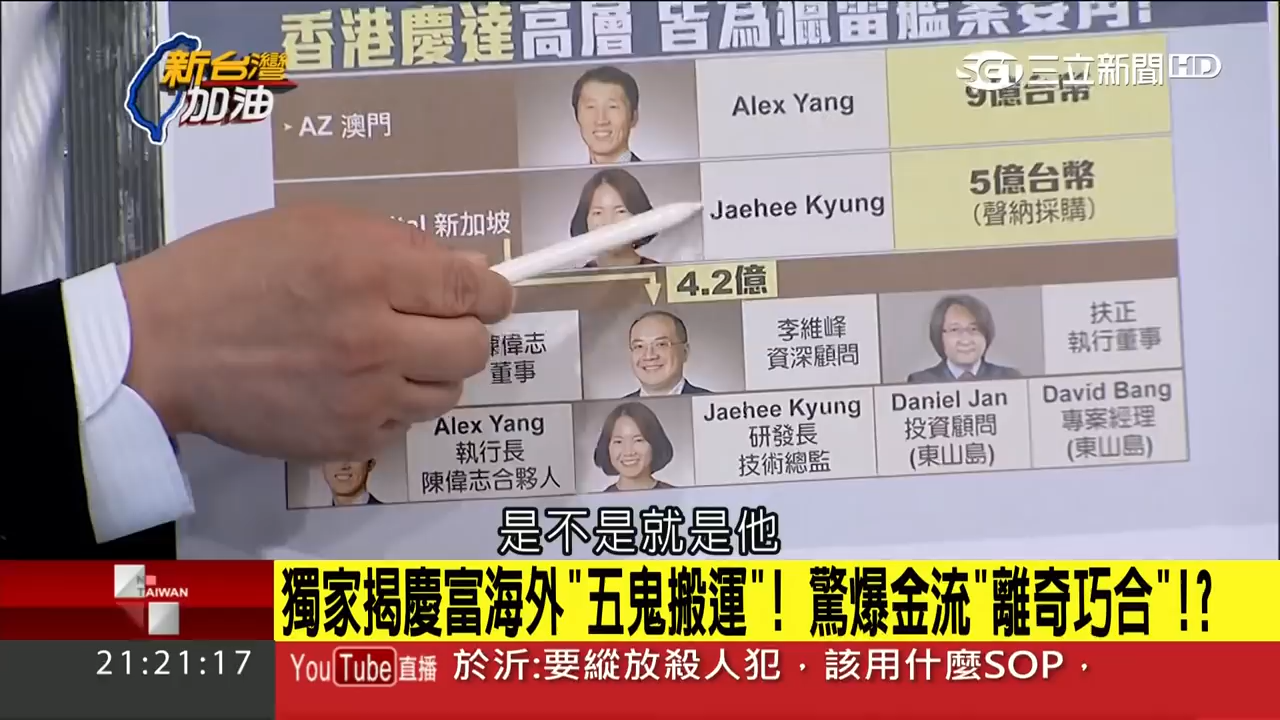 香港慶達高層 皆為獵雷艦案要角!
新台灣
加油
SET 三立新聞 HD
AZ 澳門
Alex Yang
9億台幣
新加坡
Jaehee Kyung
5億台幣
(聲納採購)
4.2億
偉志
董事
李維峰
資深顧問
扶正
執行董事
Alex Yang
執行長
陳偉志合夥人
Jaehee Kyung
研發長
技術總監
Daniel Jan
投資顧問
(東山島)
David Bang
專案經理
(東山島)
是不是就是他
TAIWAN
獨家揭慶富海外"五鬼搬運"! 驚爆金流"離奇巧合"!?
21:21:17
YouTube直播
於沂:要縱放殺人犯，該用什麼SOP，